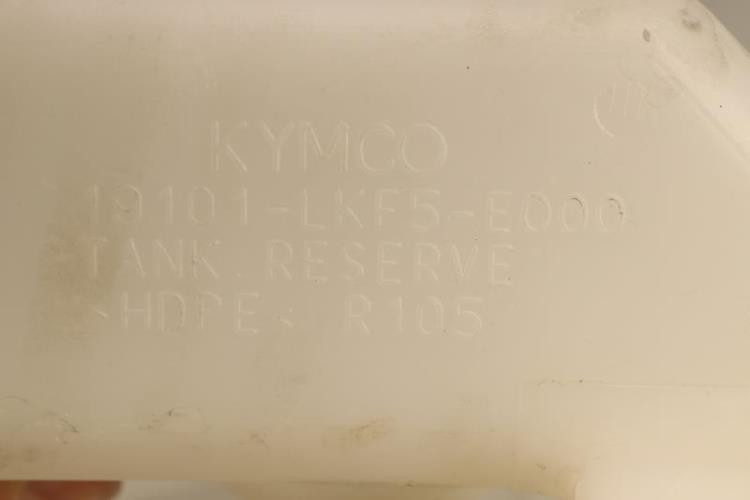 KYMCO
19101-LKF5-E000
TANK. RESERVE
>HDPE< R105